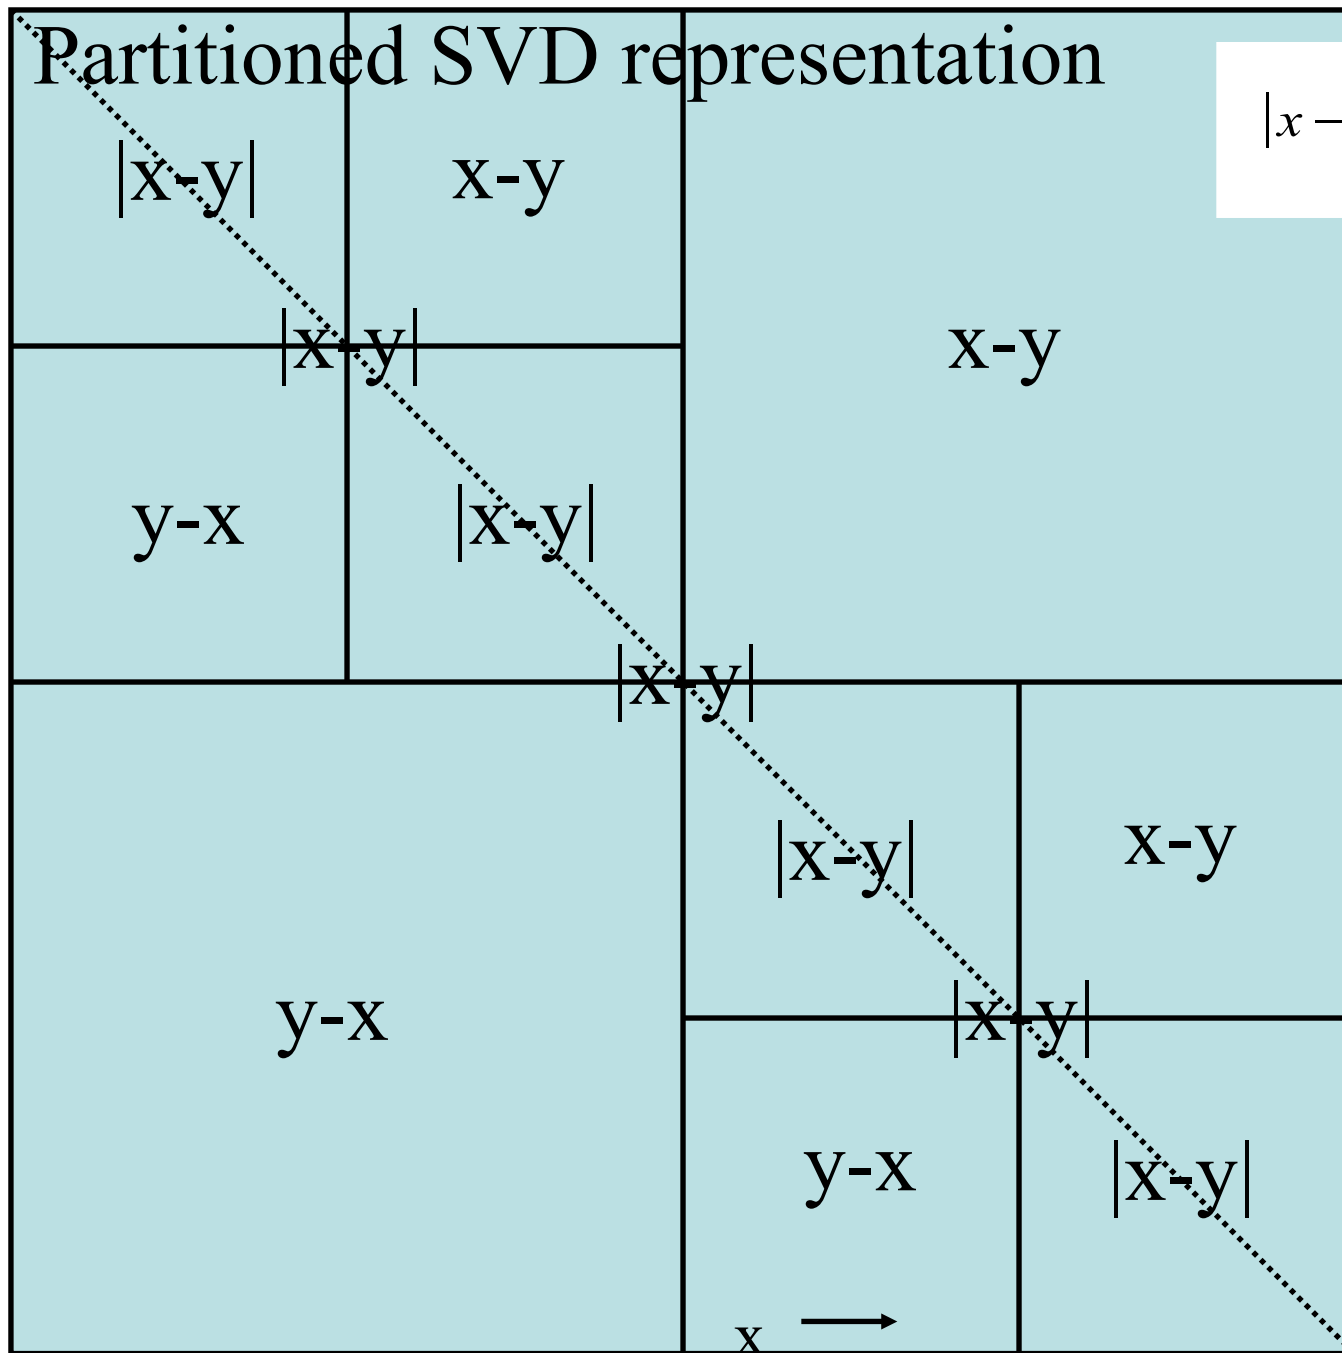 Partitioned SVD representation
|x −
|x-y|
x-y
|x-y|
x-y
y-x
|x-y|
|x-y|
|x-y|
x-y
y-x
|x-y|
y-x
|x-y|
x